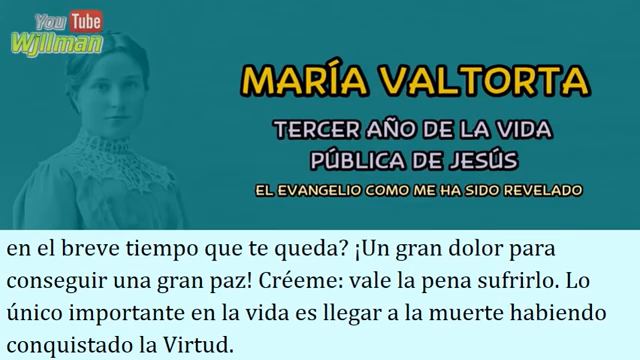 You Tube
Wjllman
MARÍA VALTORTA
TERCER AÑO DE LA VIDA
PÚBLICA DE JESÚS
EL EVANGELIO COMO ME HA SIDO REVELADO
en el breve tiempo que te queda? ¡Un gran dolor para
conseguir una gran paz! Créeme: vale la pena sufrirlo. Lo
único importante en la vida es llegar a la muerte habiendo
conquistado la Virtud.